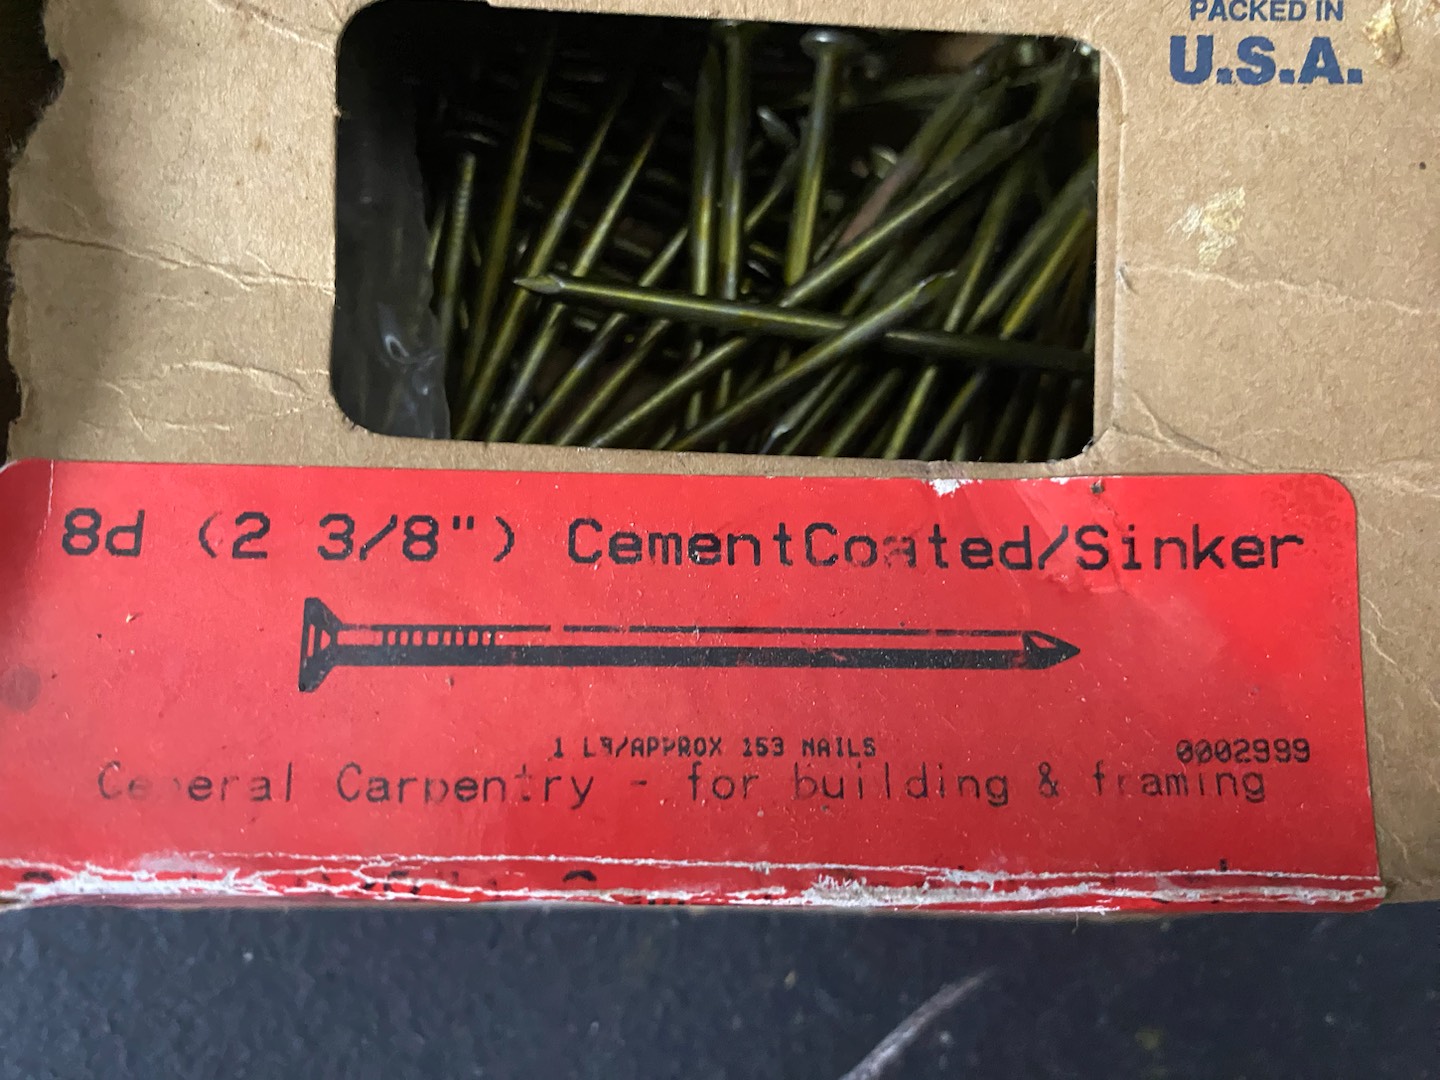 PACKED IN
U.S.A.
8d (2 3/8") CementCoated/Sinker
1 LB/APPROX 153 NAILS
0002999
General Carpentry - for building & framing